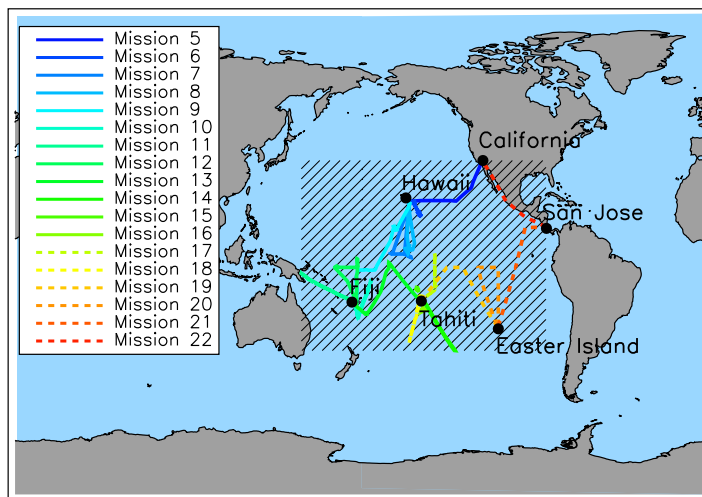 Mission 5
Mission 6
Mission 7
Mission 8
Mission 9
Mission 10
Mission 11
Mission 12
Mission 13
Mission 14
Mission 15
Mission 16
Mission 17
Mission 18
Mission 19
Mission 20
Mission 21
Mission 22
California
Hawaii
San Jose
Fiji
Tahiti
Easter Island